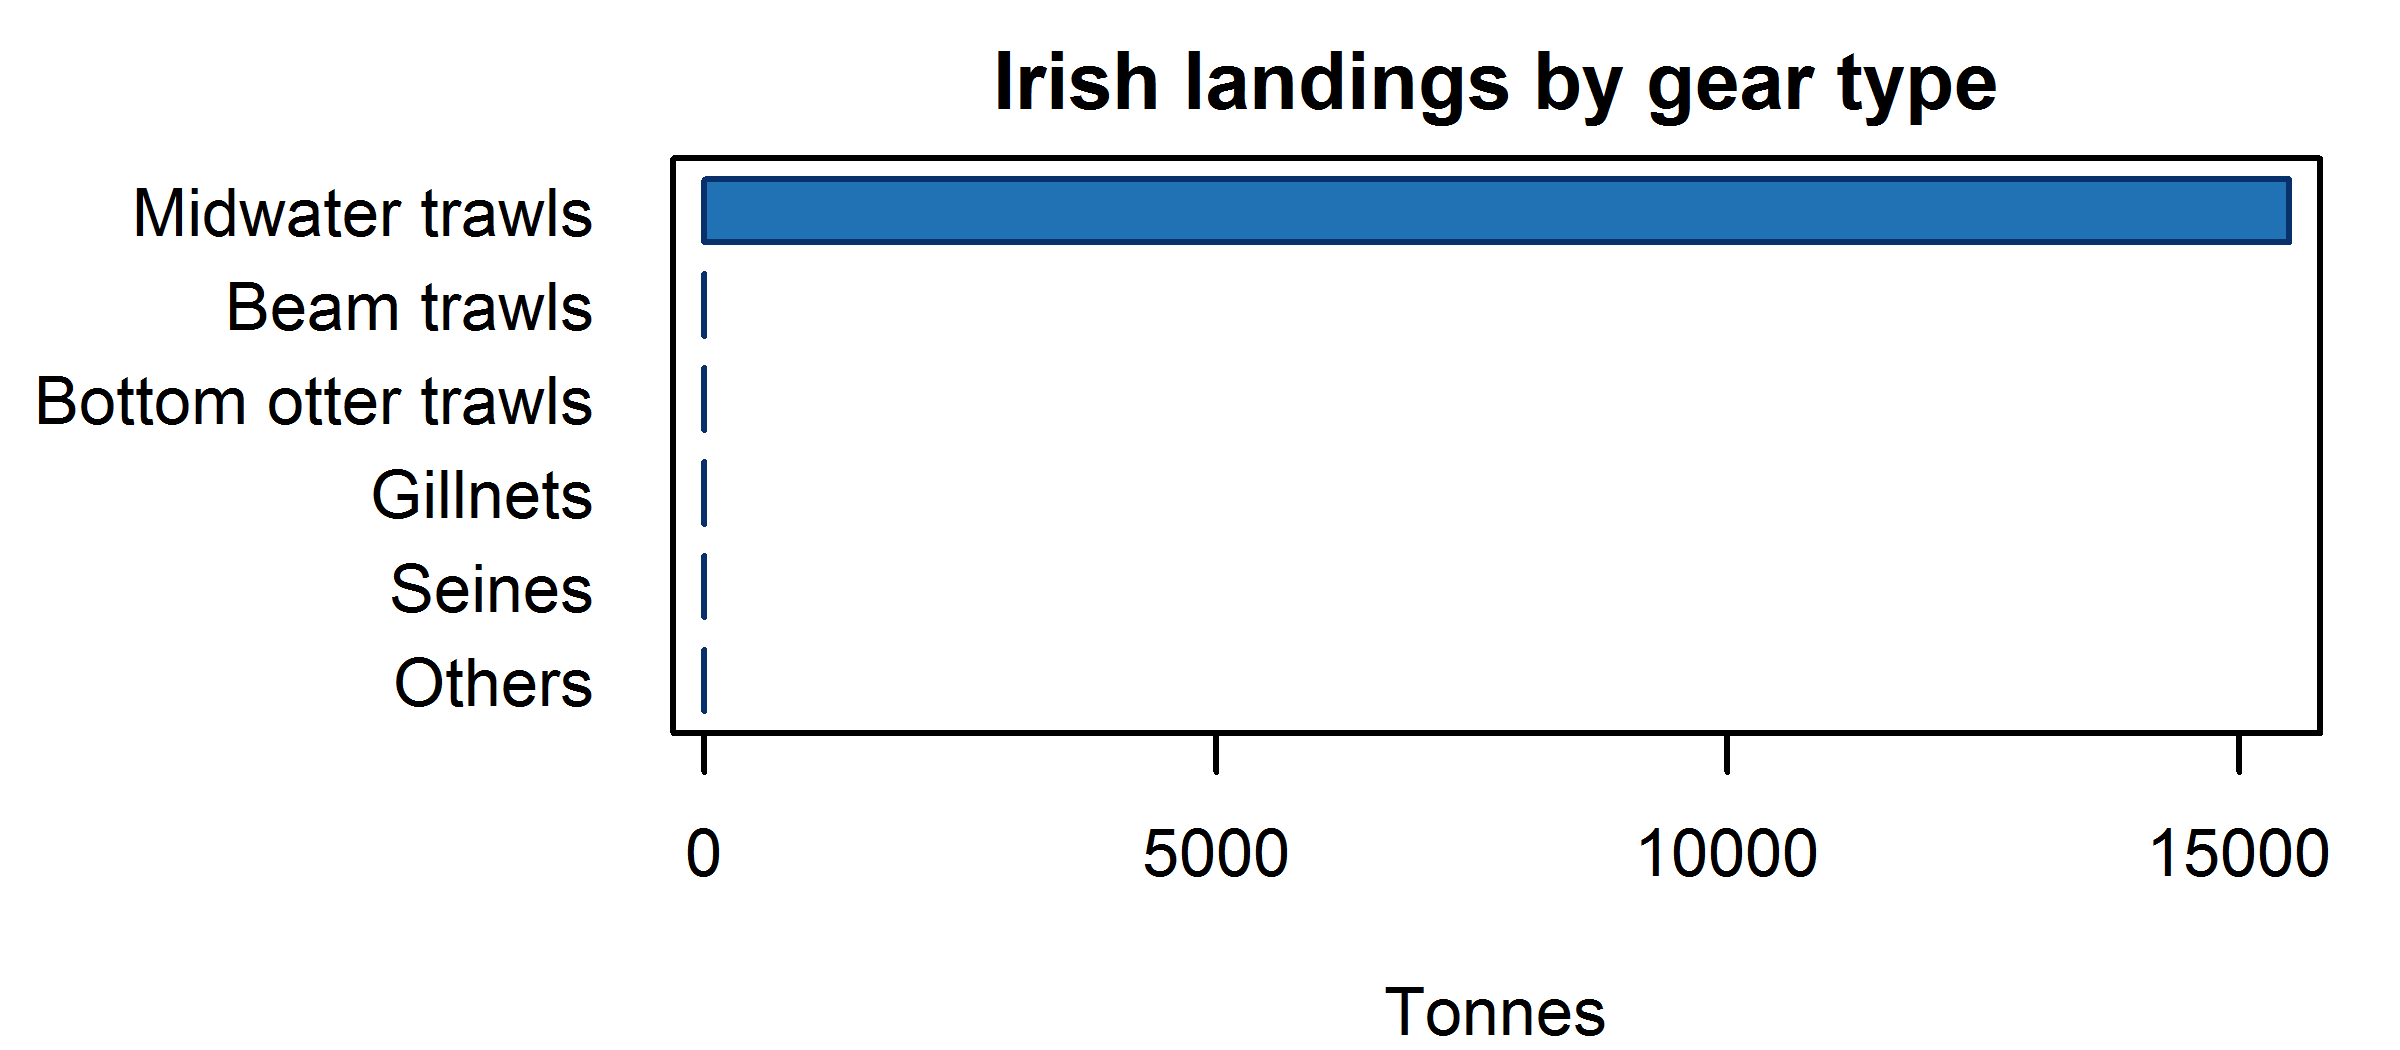 Irish landings by gear type
Midwater trawls
Beam trawls
Bottom otter trawls
Gillnets
Seines
Others
0 5000 10000 15000
Tonnes